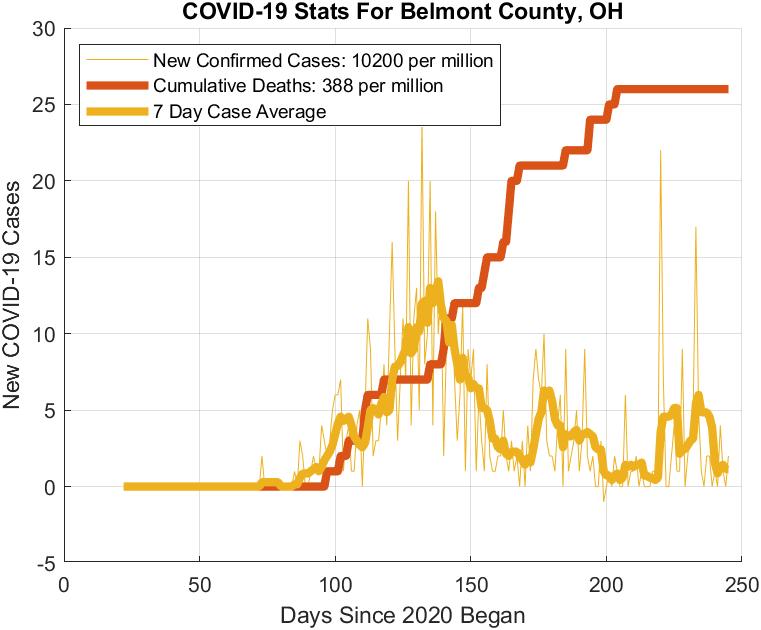 COVID-19 Stats For Belmont County, OH
New Confirmed Cases: 10200 per million
Cumulative Deaths: 388 per million
7 Day Case Average
New COVID-19 Cases
30
25
20
15
10
5
0
-5
0 50 100 150 200 250
Days Since 2020 Began